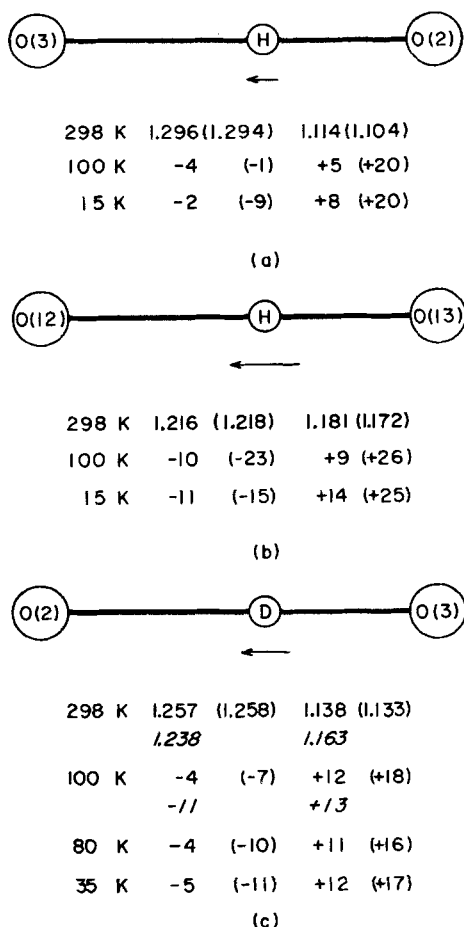 O(3) H O(2)
298 K 1.296(1.294) 1.114(1.104)
100 K -4 (-1) +5 (+20)
15 K -2 (-9) +8 (+20)
(a)
O(12) H O(13)
298 K 1.216 (1.218) 1.181 (1.172)
100 K -10 (-23) +9 (+26)
15 K -11 (-15) +14 (+25)
(b)
O(2) D O(3)
298 K 1.257 (1.258) 1.138 (1.133)
1.238 1.163
100 K -4 (-7) +12 (+18)
-11 +13
80 K -4 (-10) +11 (+16)
35 K -5 (-11) +12 (+17)
(c)